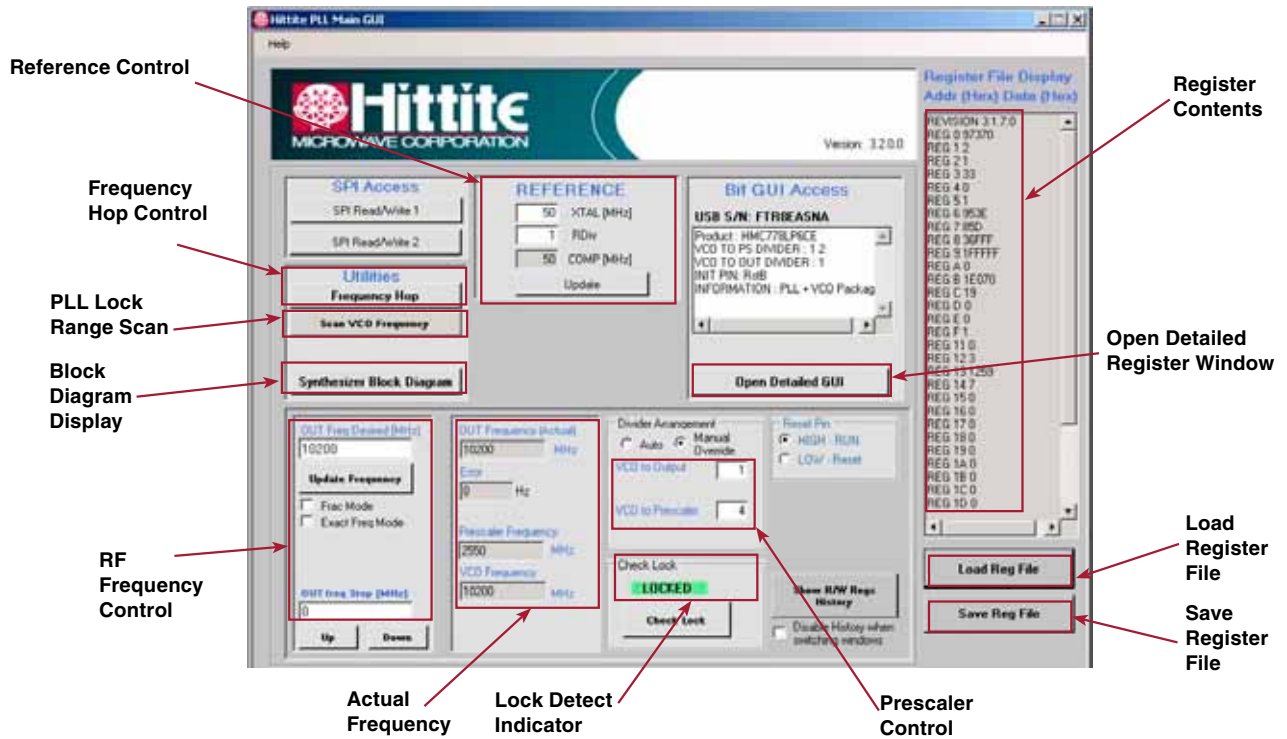 Hittite PLL Main GUI
Help
Hittite
MICROWAVE CORPORATION
Version: 3.2.0.0
Register File Display
Addr (Hex) Data (Hex)
REVISION 3.1.7.0
REG 0 97370
REG 1 2
REG 2 1
REG 3 33
REG 4 0
REG 5 1
REG 6 953E
REG 7 85D
REG 8 36FFF
REG 9 1FFFFF
REG A 0
REG B 1E070
REG C 19
REG D 0
REG E 0
REG F 1
REG 11 0
REG 12 3
REG 13 1259
REG 14 7
REG 15 0
REG 16 0
REG 17 0
REG 18 0
REG 19 0
REG 1A 0
REG 1B 0
REG 1C 0
REG 1D 0
Load Reg File
Save Reg File
SPI Access
SPI Read/Write 1
SPI Read/Write 2
Utilities
Frequency Hop
Scan VCO Frequency
Synthesizer Block Diagram
REFERENCE
50 XTAL [MHz]
1 RDiv
50 COMP [MHz]
Update
Bit GUI Access
USB S/N: FTR8EASNA
Product : HMC778LP6CE
VCO TO PS DIVIDER : 1 2
VCO TO OUT DIVIDER : 1
INIT PIN: RdB
INFORMATION : PLL + VCO Packag
Open Detailed GUI
OUT Freq Desired [MHz]
10200
Update Frequency
Frac Mode
Exact Freq Mode
OUT freq Step [MHz]
0
Up Down
OUT Frequency (Actual)
10200 MHz
Error
0 Hz
Prescaler Frequency
2550 MHz
VCO Frequency
10200 MHz
Divider Arrangement
Auto Manual Override
VCO to Output 1
VCO to Prescaler 4
Check Lock
LOCKED
Check Lock
Reset Pin
HIGH - RUN
LOW - Reset
Show R/W Regs
History
Disable History when
switching windows
Reference Control
Frequency
Hop Control
PLL Lock
Range Scan
Block
Diagram
Display
RF
Frequency
Control
Actual
Frequency
Lock Detect
Indicator
Prescaler
Control
Register
Contents
Open Detailed
Register Window
Load
Register
File
Save
Register
File